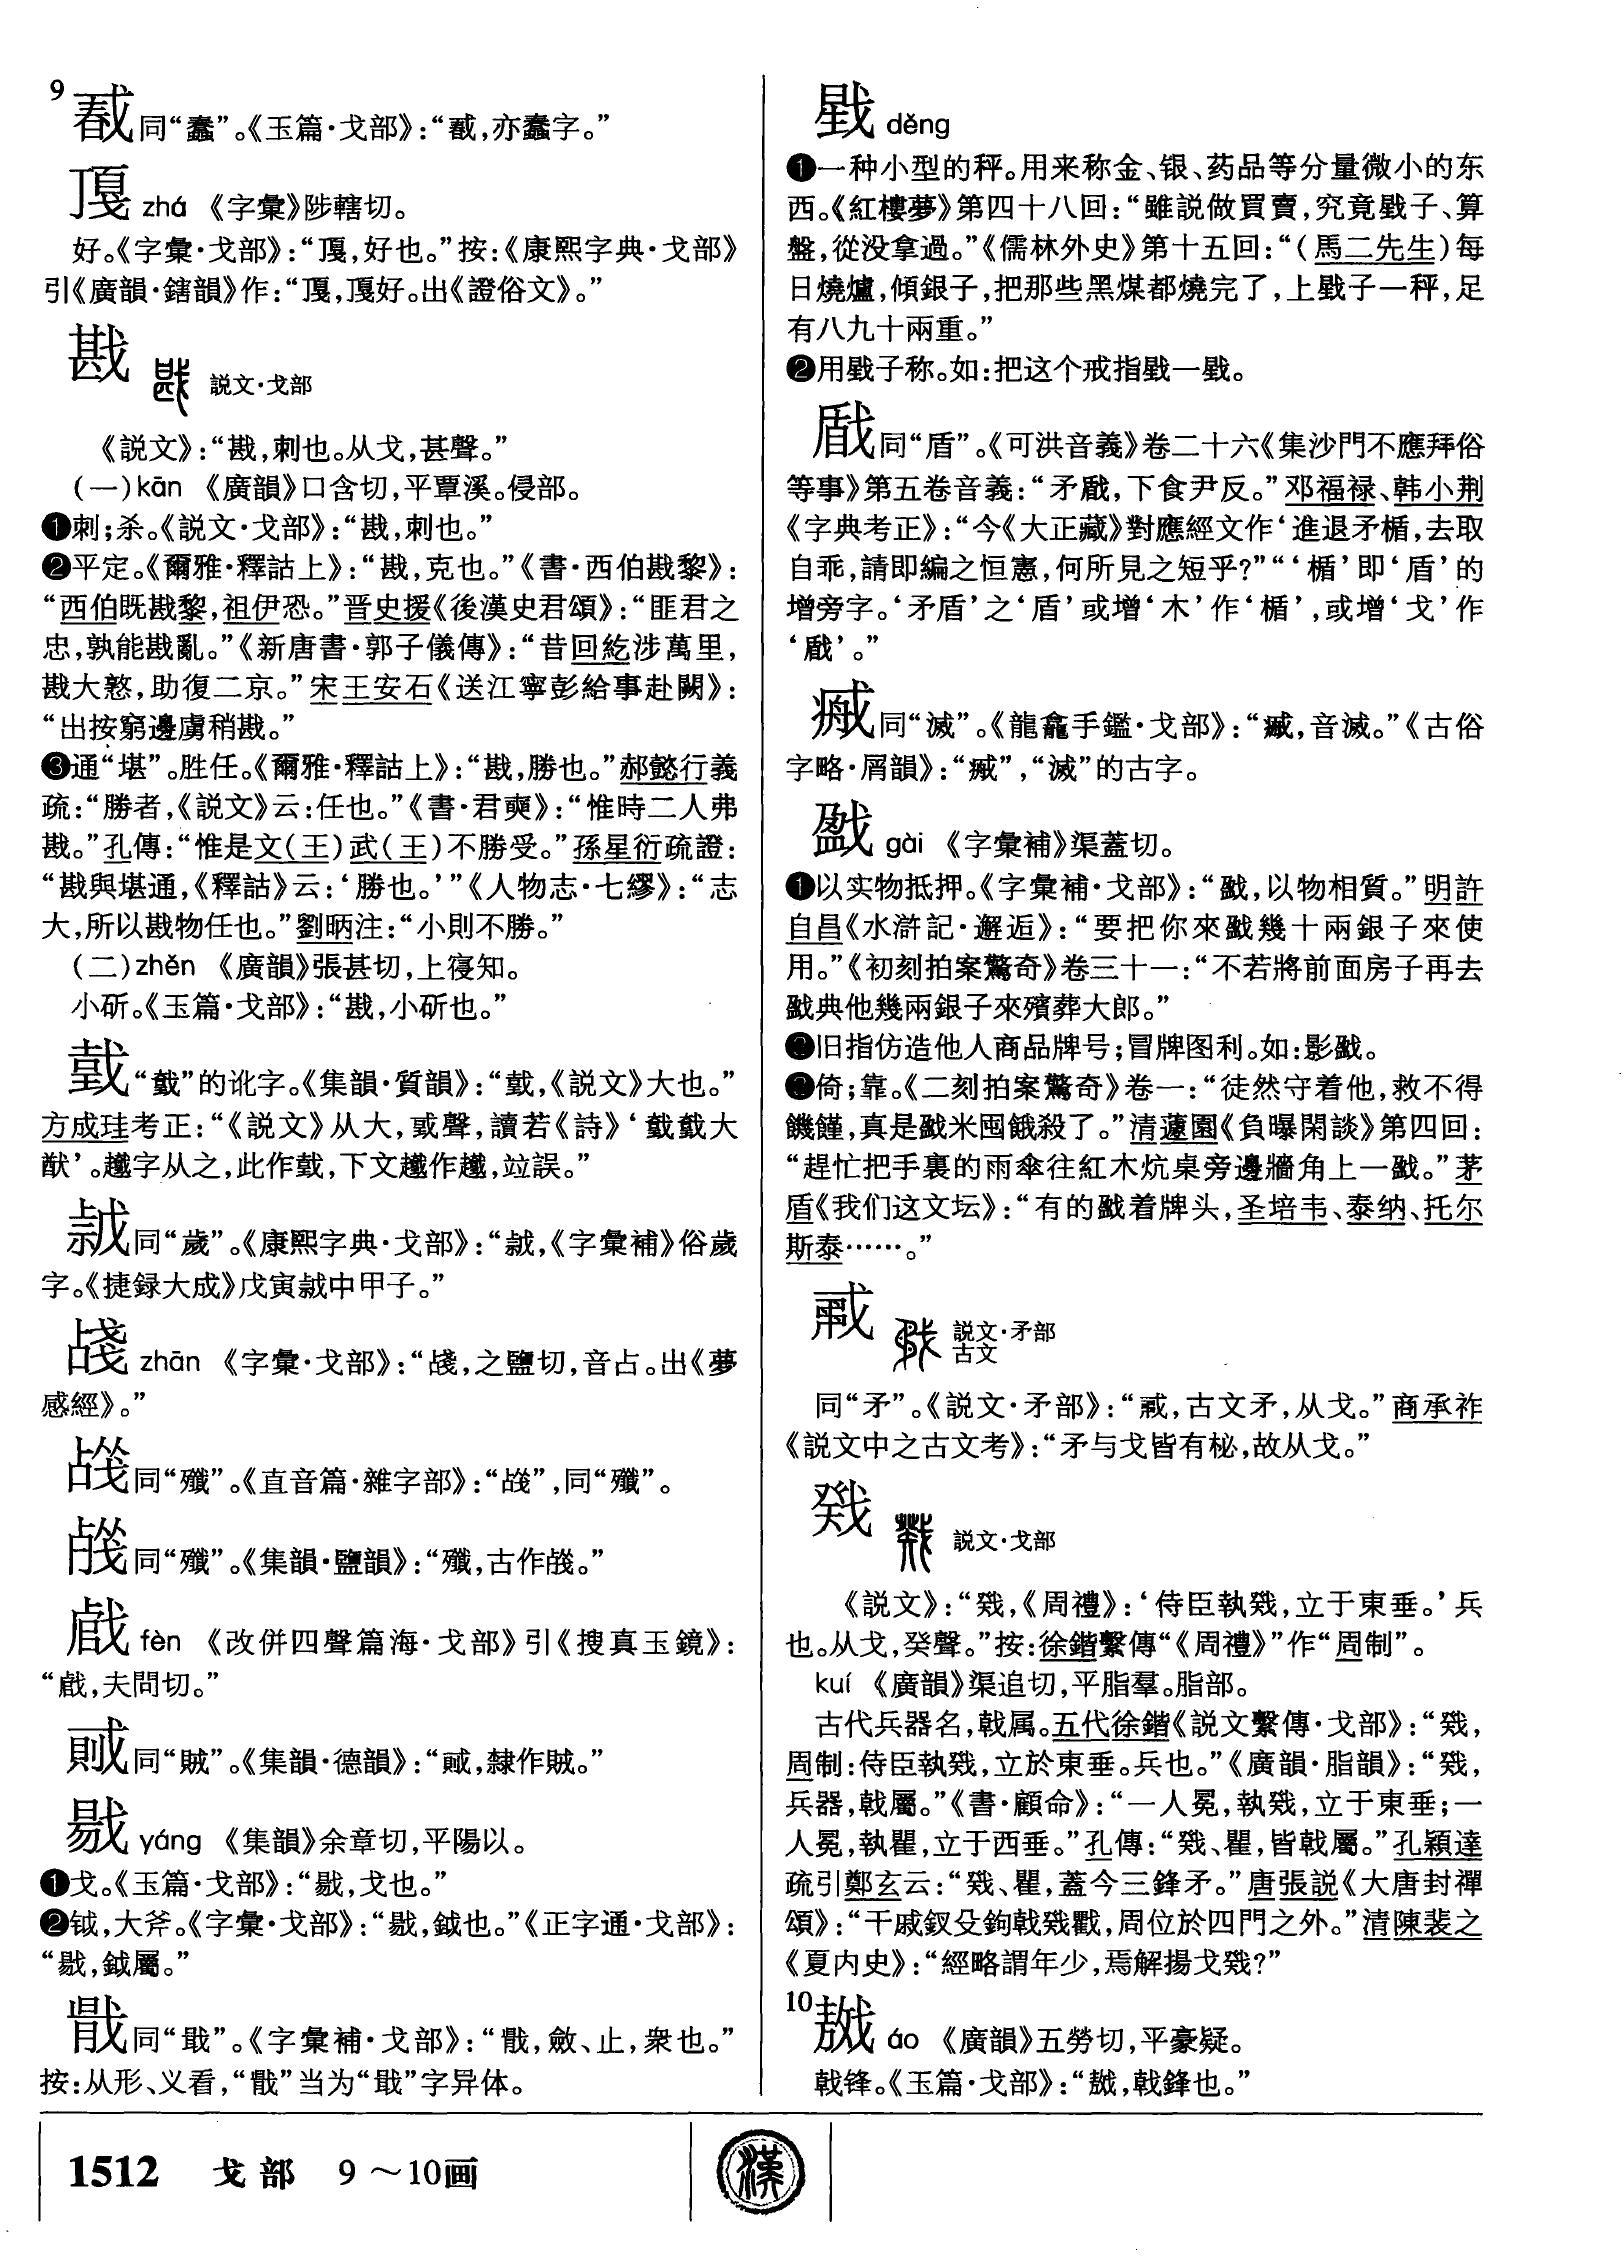 9
同“蠢”。《玉篇·戈部》：“𢧲，亦蠢字。”
戞 zhá 《字彙》陟轄切。
好。《字彙·戈部》：“，好也。”按：《康熙字典·戈部》
引《廣韻·鎋韻》作：“，好。出《證俗文》。”
戡
説文·戈部
《説文》：“戡，刺也。从戈，甚聲。”
（一）kān 《廣韻》口含切，平覃溪。侵部。
❶刺；杀。《説文·戈部》：“戡，刺也。”
❷平定。《爾雅·釋詁上》：“戡，克也。”《書·西伯戡黎》：
“西伯既戡黎，祖伊恐。”晋史援《後漢史君頌》：“匪君之
忠，孰能戡亂。”《新唐書·郭子儀傳》：“昔回紇涉萬里，
戡大憝，助復二京。”宋王安石《送江寧彭給事赴闕》：
“出按窮邊虜稍戡。”
❸通“堪”。胜任。《爾雅·釋詁上》：“戡，勝也。”郝懿行義
疏：“勝者，《説文》云：任也。”《書·君奭》：“惟時二人弗
戡。”孔傳：“惟是文（王）武（王）不勝受。”孫星衍疏證：
“戡與堪通，《釋詁》云：‘勝也。’”《人物志·七繆》：“志
大，所以戡物任也。”劉昞注：“小則不勝。”
（二）zhěn 《廣韻》張甚切，上寑知。
小斫。《玉篇·戈部》：“戡，小斫也。”
“𢧜”的讹字。《集韻·質韻》：“，《説文》大也。”
方成珪考正：“《説文》从大，𢦒聲，讀若《詩》‘𢧜𢧜大
猷’。字从之，此作，下文作，竝誤。”
同“歲”。《康熙字典·戈部》：“，《字彙補》俗歲
字。《捷録大成》戊寅中甲子。”
zhān 《字彙·戈部》：“，之鹽切，音占。出《夢
感經》。”
同“殲”。《直音篇·雜字部》：“”，同“殲”。
同“殲”。《集韻·鹽韻》：“殲，古作。”
戱 fèn 《改併四聲篇海·戈部》引《搜真玉鏡》：
“，夫問切。”
同“賊”。《集韻·德韻》：“，隸作賊。”
yáng 《集韻》余章切，平陽以。
❶戈。《玉篇·戈部》：“，戈也。”
❷钺，大斧。《字彙·戈部》：“，鉞也。”《正字通·戈部》：
“，鉞屬。”
同“戢”。《字彙補·戈部》：“，斂、止，衆也。”
按：从形、义看，“”当为“戢”字异体。
戥 děng
❶一种小型的秤。用来称金、银、药品等分量微小的东
西。《紅樓夢》第四十八回：“雖説做買賣，究竟戥子、算
盤，從没拿過。”《儒林外史》第十五回：“（馬二先生）每
日燒爐，傾銀子，把那些黑煤都燒完了，上戥子一秤，足
有八九十兩重。”
❷用戥子称。如：把这个戒指戥一戥。
同“盾”。《可洪音義》卷二十六《集沙門不應拜俗
等事》第五卷音義：“矛，下食尹反。”邓福禄、韩小荆
《字典考正》：“今《大正藏》對應經文作‘進退矛楯，去取
自乖，請即編之恒憲，何所見之短乎？”“‘楯’即‘盾’的
增旁字。‘矛盾’之‘盾’或增‘木’作‘楯’，或增‘戈’作
‘’。”
同“滅”。《龍龕手鑑·戈部》：“，音滅。”《古俗
字略·屑韻》：“”，“滅”的古字。
戤 gài 《字彙補》渠蓋切。
❶以实物抵押。《字彙補·戈部》：“戤，以物相質。”明許
自昌《水滸記·邂逅》：“要把你來戤幾十兩銀子來使
用。”《初刻拍案驚奇》卷三十一：“不若將前面房子再去
戤典他幾兩銀子來殯葬大郎。”
❷旧指仿造他人商品牌号；冒牌图利。如：影戤。
❸倚；靠。《二刻拍案驚奇》卷一：“徒然守着他，救不得
饑饉，真是戤米囤餓殺了。”清蘧園《負曝閑談》第四回：
“趕忙把手裏的雨傘往紅木炕桌旁邊牆角上一戤。”茅
盾《我们这文坛》：“有的戤着牌头，圣培韦、泰纳、托尔
斯泰……。”
説文·矛部
古文
同“矛”。《説文·矛部》：“，古文矛，从戈。”商承祚
《説文中之古文考》：“矛与戈皆有柲，故从戈。”
戣
説文·戈部
《説文》：“戣，《周禮》：‘侍臣執戣，立于東垂。’兵
也。从戈，癸聲。”按：徐鍇繫傳“《周禮》”作“周制”。
kuí 《廣韻》渠追切，平脂羣。脂部。
古代兵器名，戟属。五代徐鍇《説文繫傳·戈部》：“戣，
周制：侍臣執戣，立於東垂。兵也。”《廣韻·脂韻》：“戣，
兵器，戟屬。”《書·顧命》：“一人冕，執戣，立于東垂；一
人冕，執瞿，立于西垂。”孔傳：“戣、瞿，皆戟屬。”孔穎達
疏引鄭玄云：“戣、瞿，蓋今三鋒矛。”唐張説《大唐封禪
頌》：“干戚鈠殳鉤戟戣戵，周位於四門之外。”清陳裴之
《夏内史》：“經略謂年少，焉解揚戈戣？”
10
áo 《廣韻》五勞切，平豪疑。
戟锋。《玉篇·戈部》：“，戟鋒也。”
1512 戈部 9～10画
漢